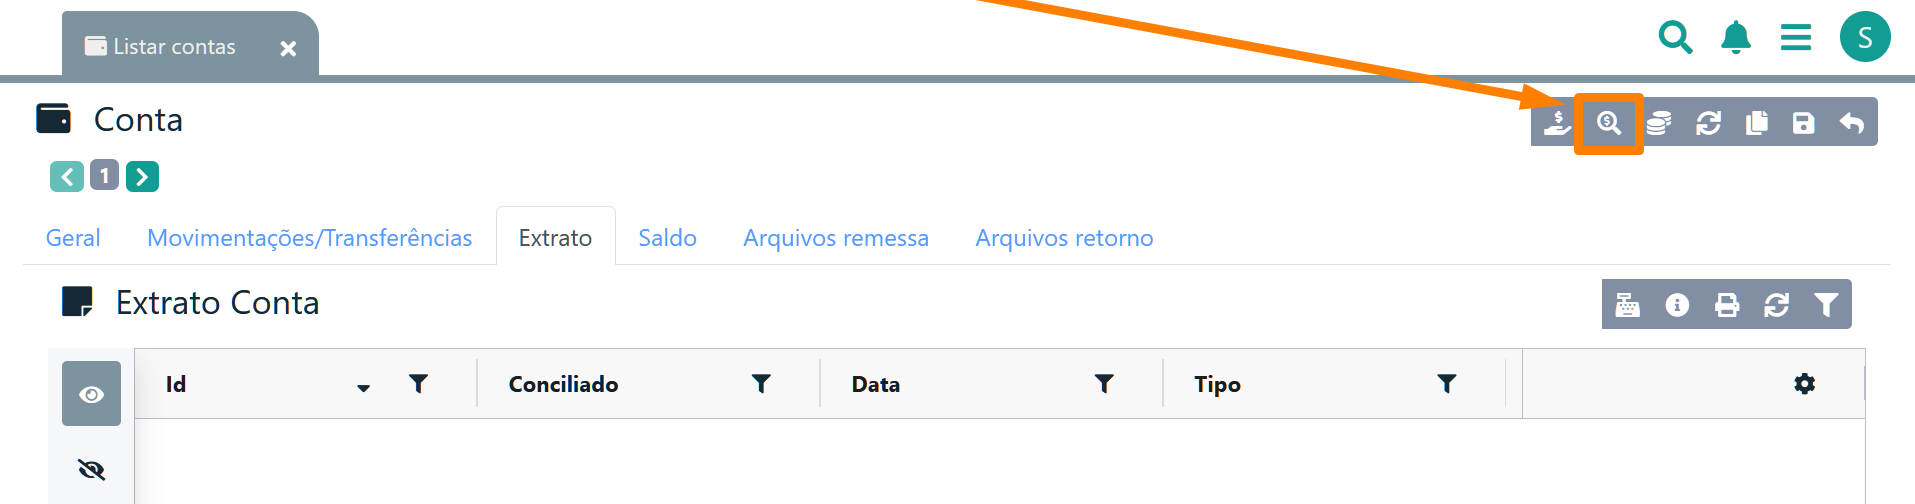 Listar contas
S
Conta
1
Geral Movimentações/Transferências Extrato Saldo Arquivos remessa Arquivos retorno
Extrato Conta
Id Conciliado Data Tipo